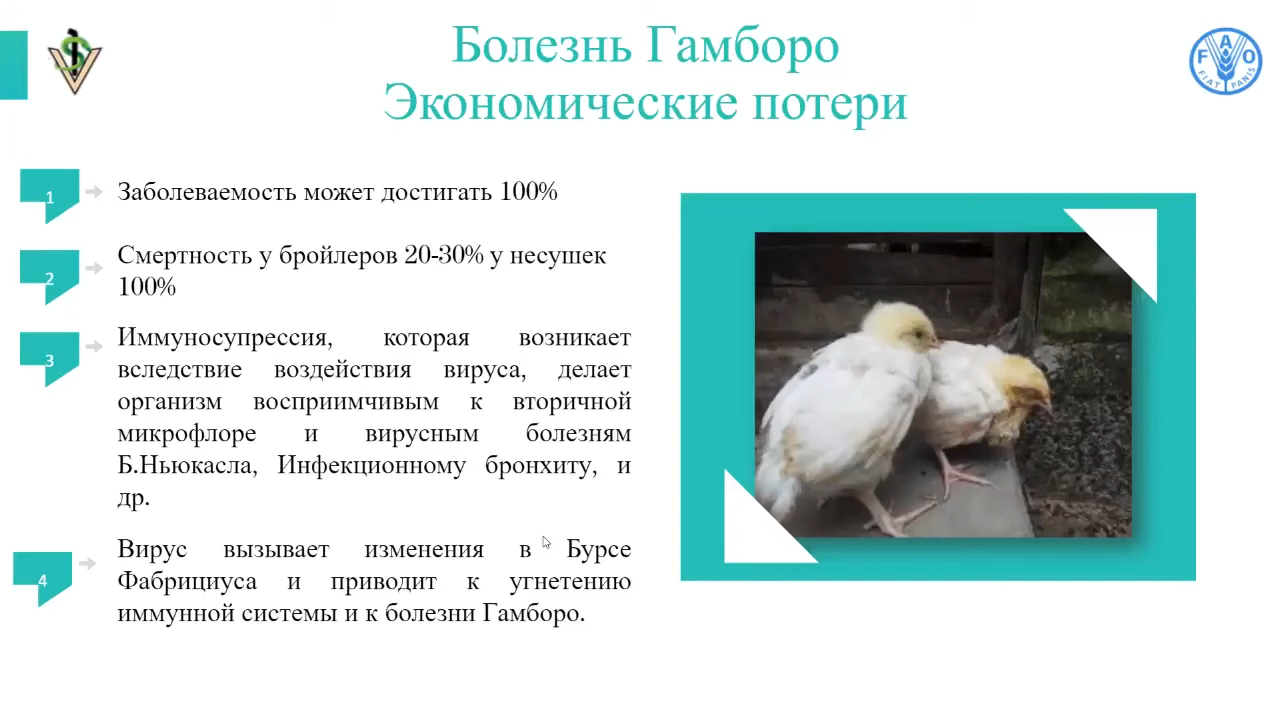 Болезнь Гамборо
Экономические потери
F A O
FIAT PANIS
1
Заболеваемость может достигать 100%
2
Смертность у бройлеров 20-30% у несушек
100%
3
Иммуносупрессия, которая возникает
вследствие воздействия вируса, делает
организм восприимчивым к вторичной
микрофлоре и вирусным болезням
Б.Ньюкасла, Инфекционному бронхиту, и
др.
4
Вирус вызывает изменения в Бурсе
Фабрициуса и приводит к угнетению
иммунной системы и к болезни Гамборо.